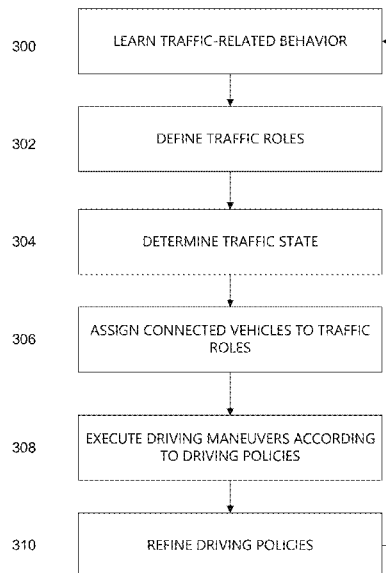 300
LEARN TRAFFIC-RELATED BEHAVIOR
302
DEFINE TRAFFIC ROLES
304
DETERMINE TRAFFIC STATE
306
ASSIGN CONNECTED VEHICLES TO TRAFFIC
ROLES
308
EXECUTE DRIVING MANEUVERS ACCORDING
TO DRIVING POLICIES
310
REFINE DRIVING POLICIES